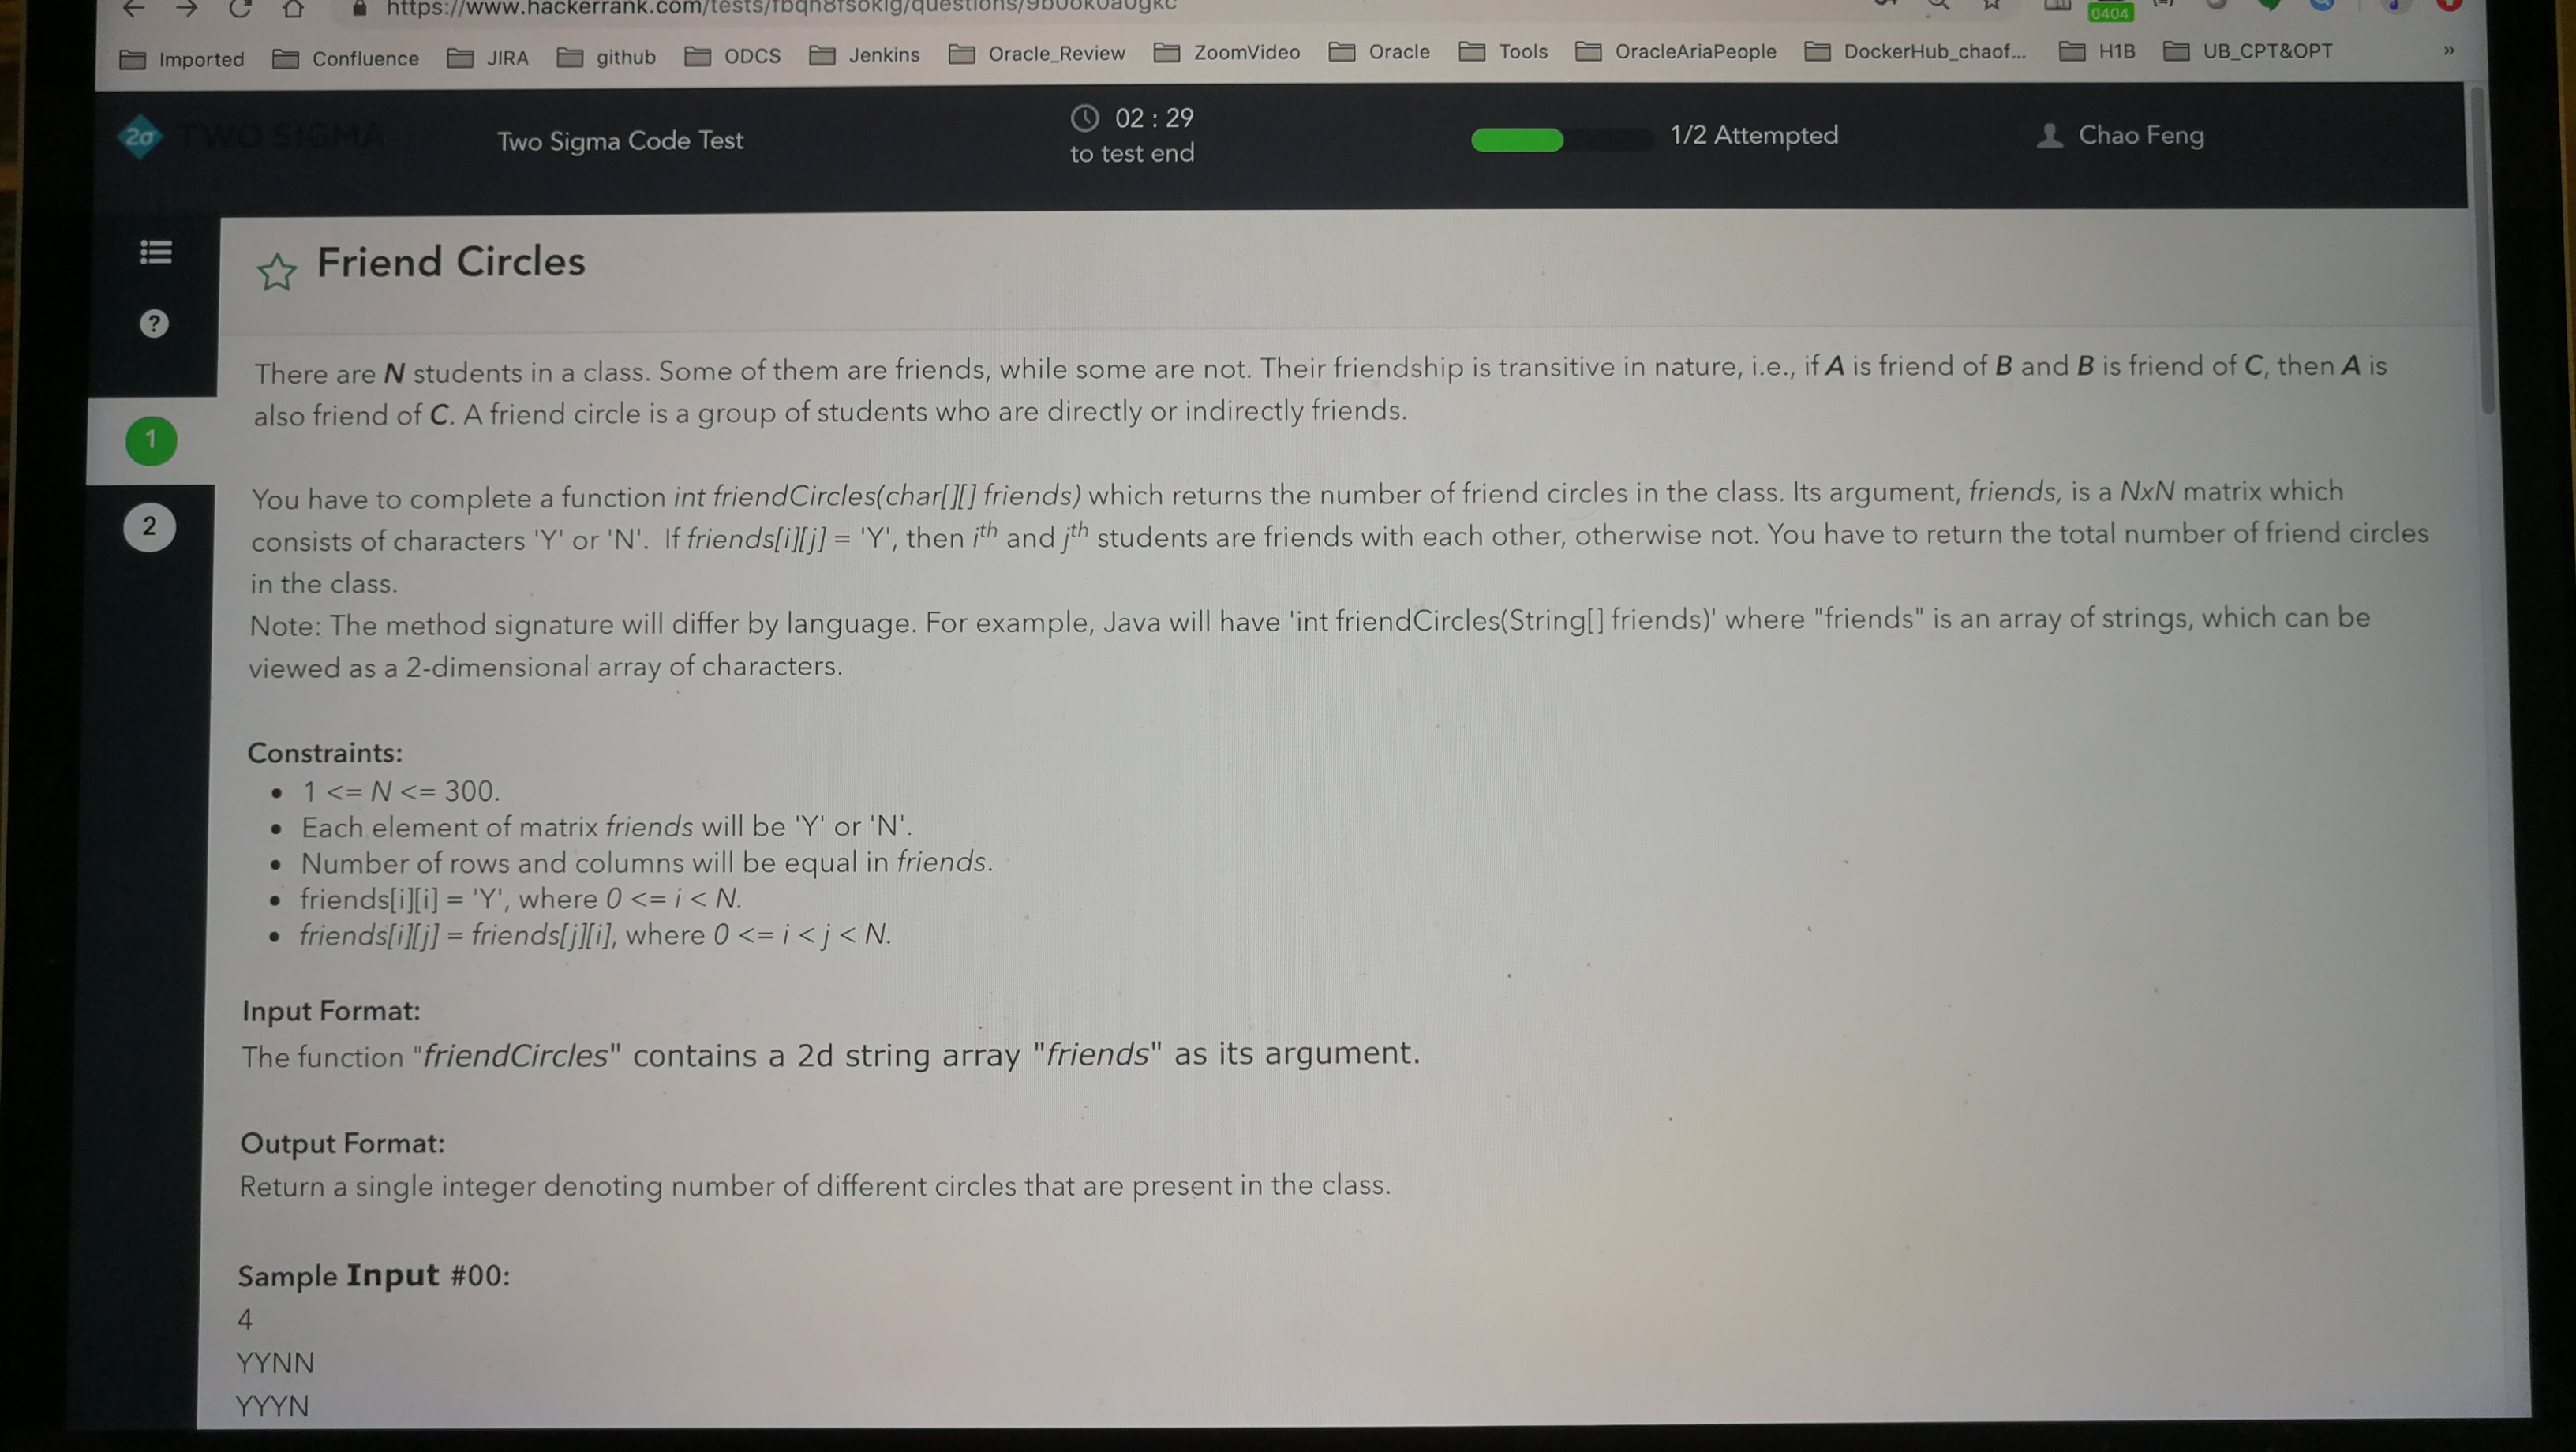 https://www.hackerrank.com/tests/
0404
Imported Confluence JIRA github ODCS Jenkins Oracle_Review ZoomVideo Oracle Tools OracleAriaPeople DockerHub_chaof... H1B UB_CPT&OPT »
2σ TWO SIGMA
Two Sigma Code Test
02 : 29
to test end
1/2 Attempted
Chao Feng
Friend Circles
?
1
2
There are N students in a class. Some of them are friends, while some are not. Their friendship is transitive in nature, i.e., if A is friend of B and B is friend of C, then A is
also friend of C. A friend circle is a group of students who are directly or indirectly friends.
You have to complete a function int friendCircles(char[][] friends) which returns the number of friend circles in the class. Its argument, friends, is a NxN matrix which
consists of characters 'Y' or 'N'. If friends[i][j] = 'Y', then ith and jth students are friends with each other, otherwise not. You have to return the total number of friend circles
in the class.
Note: The method signature will differ by language. For example, Java will have 'int friendCircles(String[] friends)' where "friends" is an array of strings, which can be
viewed as a 2-dimensional array of characters.
Constraints:
• 1 <= N <= 300.
• Each element of matrix friends will be 'Y' or 'N'.
• Number of rows and columns will be equal in friends.
• friends[i][i] = 'Y', where 0 <= i < N.
• friends[i][j] = friends[j][i], where 0 <= i < j < N.
Input Format:
The function "friendCircles" contains a 2d string array "friends" as its argument.
Output Format:
Return a single integer denoting number of different circles that are present in the class.
Sample Input #00:
4
YYNN
YYYN